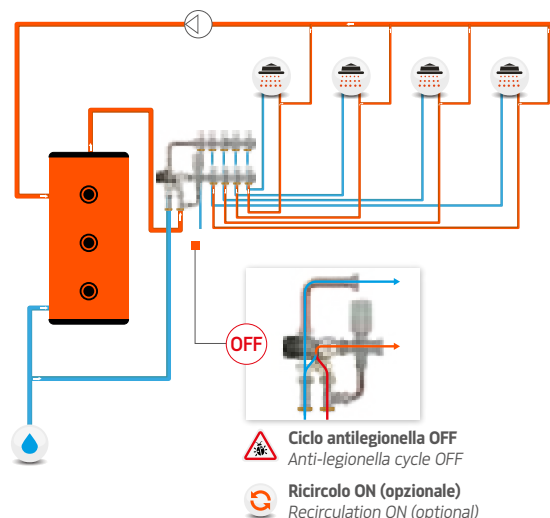 OFF
Ciclo antilegionella OFF
Anti-legionella cycle OFF
Ricircolo ON (opzionale)
Recirculation ON (optional)